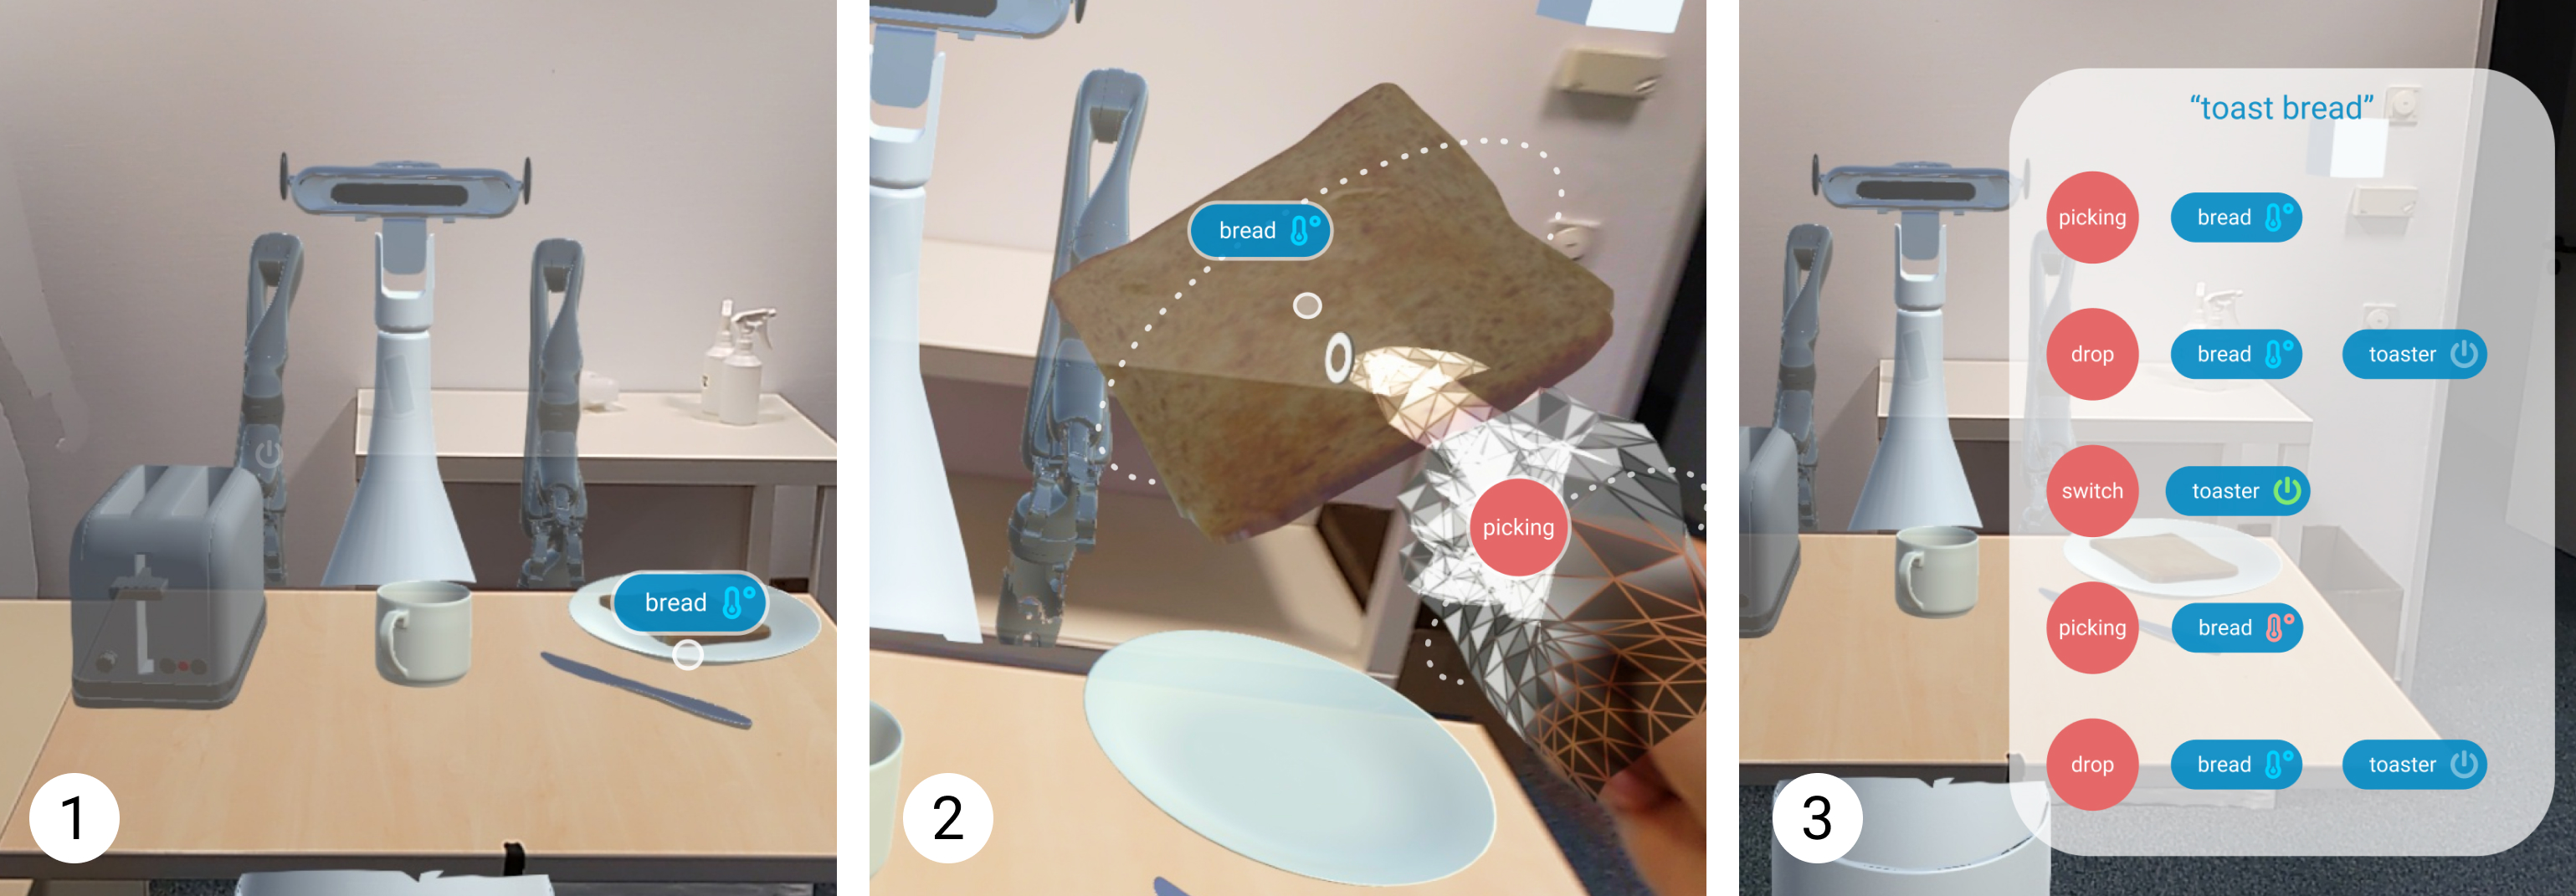 bread
1
bread
picking
2
“toast bread”
picking bread
drop bread toaster
switch toaster
picking bread
drop bread toaster
3